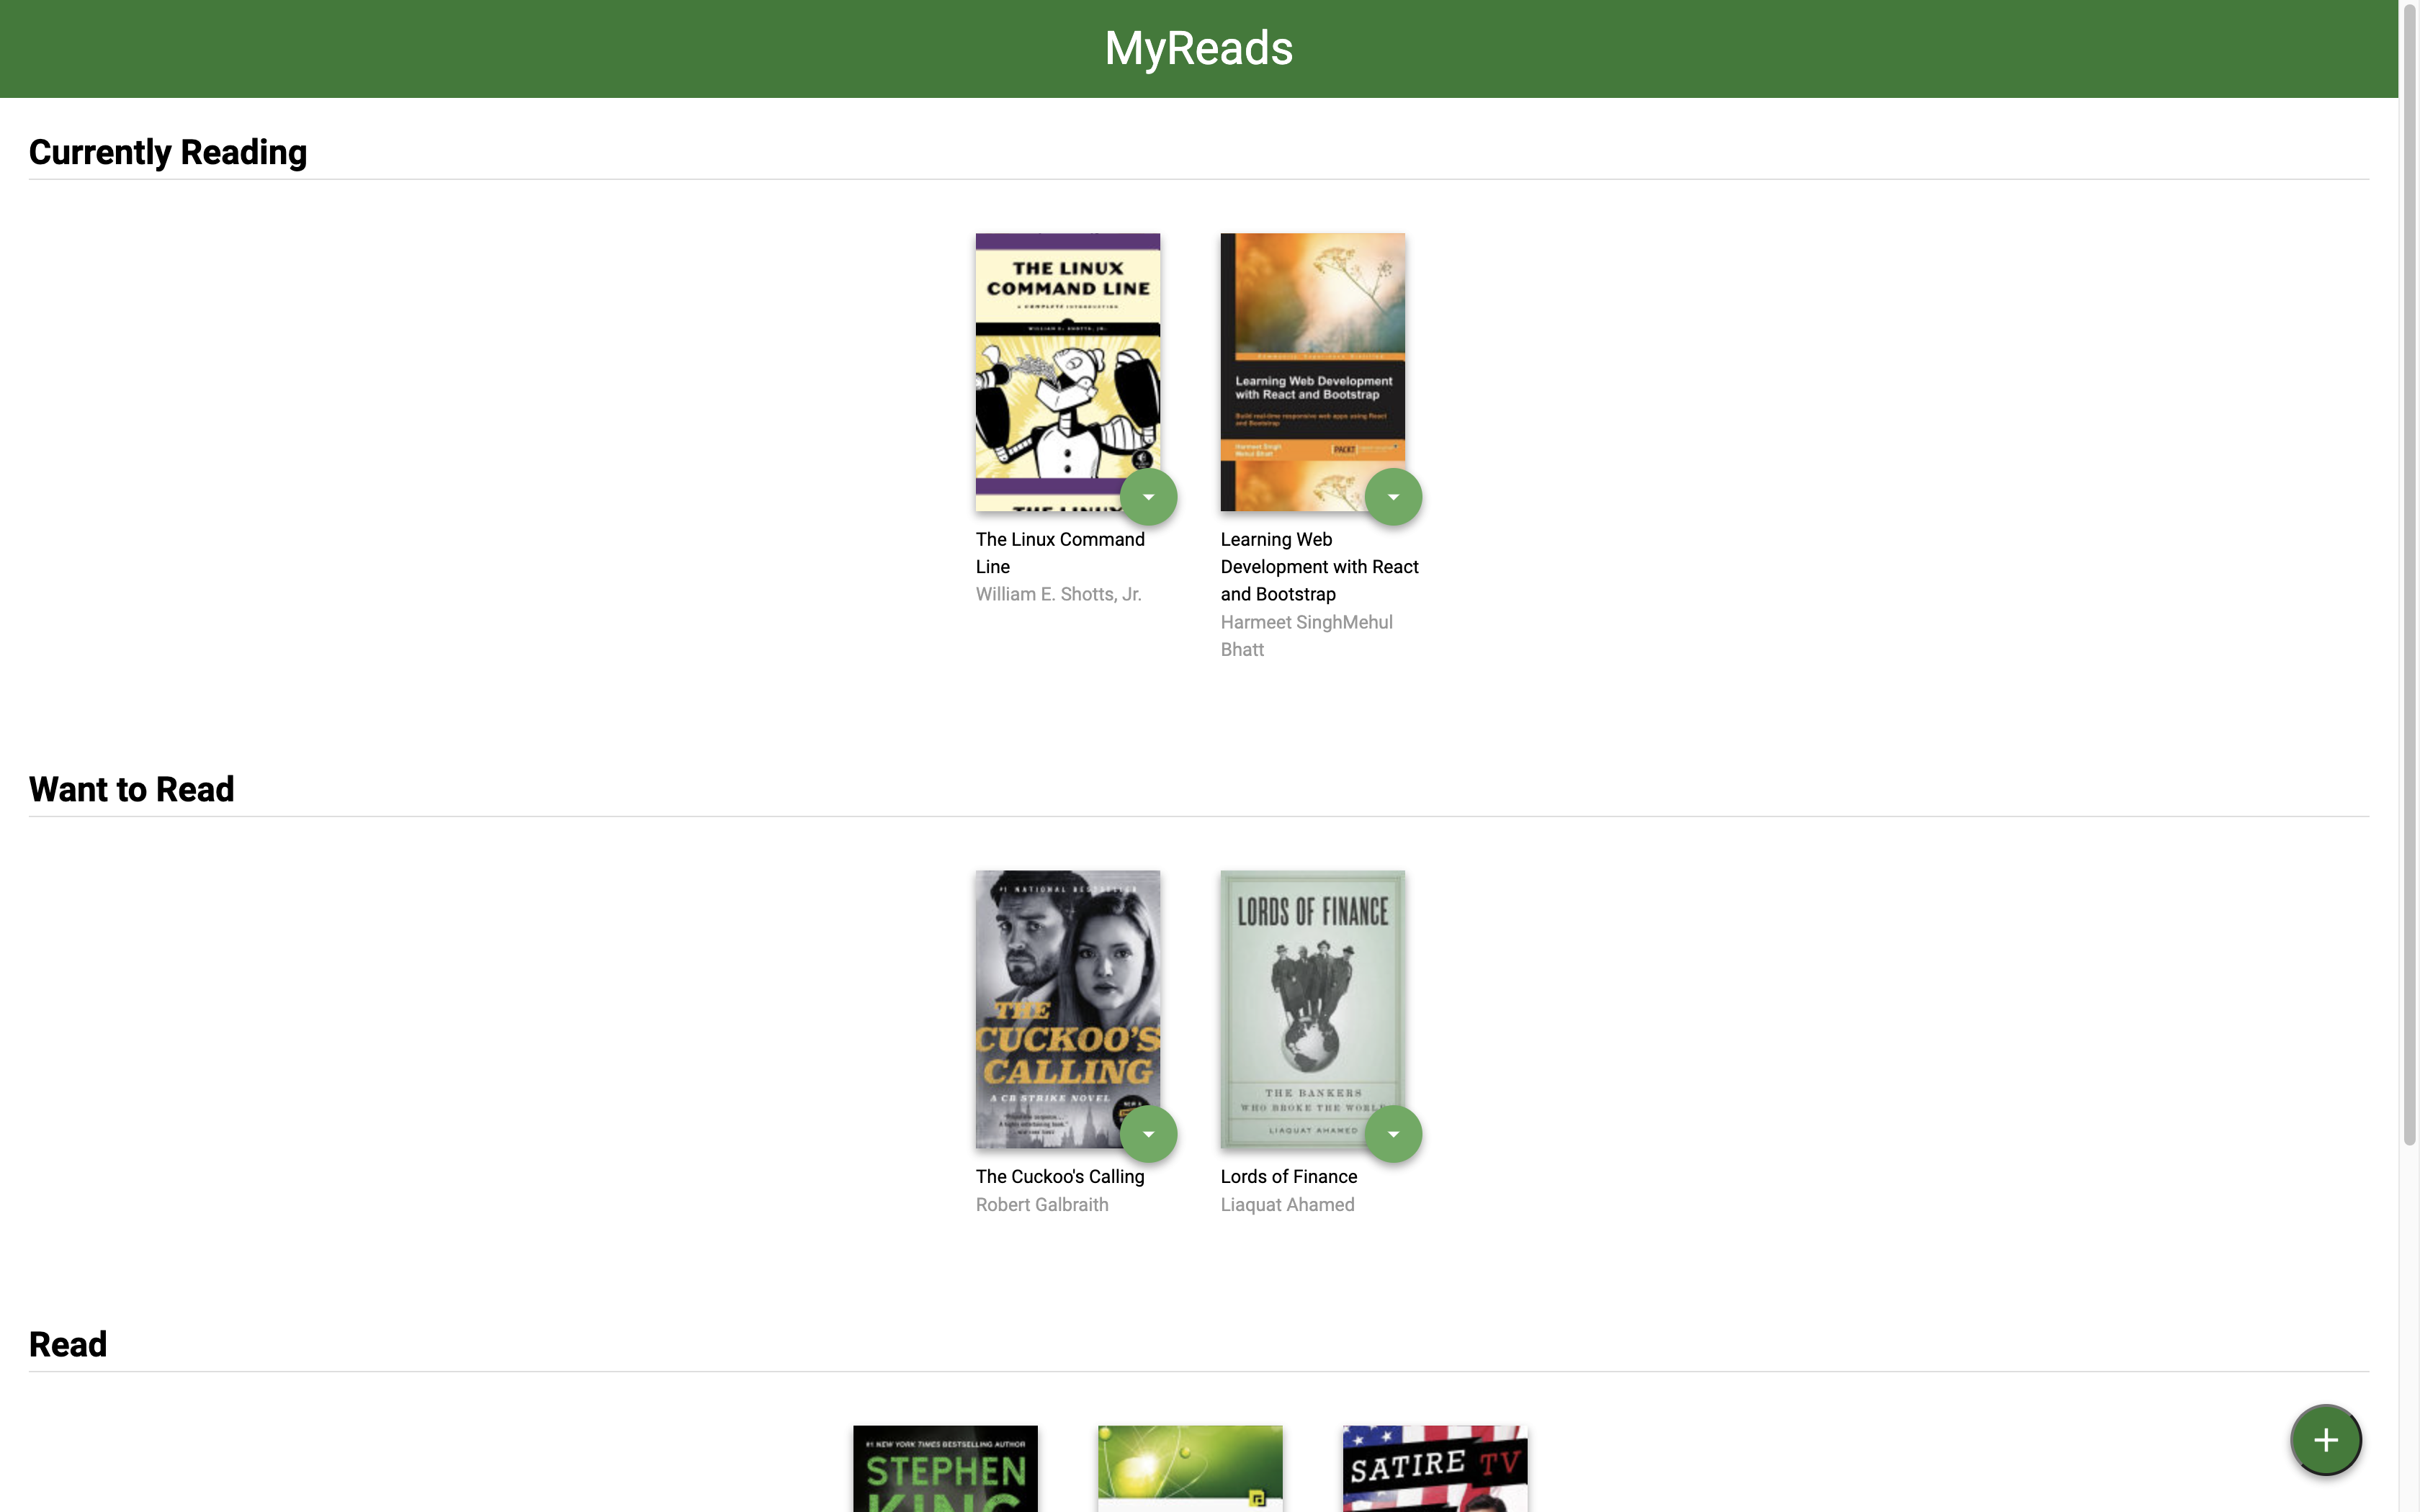 MyReads
Currently Reading
THE LINUX
COMMAND LINE
A COMPLETE INTRODUCTION
WILLIAM E. SHOTTS, JR.
THE LINUX
Learning Web Development
with React and Bootstrap
Build real-time responsive web apps using React
and Bootstrap
Harmeet Singh
Mehul Bhatt
PACKT
The Linux Command
Line
William E. Shotts, Jr.
Learning Web
Development with React
and Bootstrap
Harmeet SinghMehul
Bhatt
Want to Read
#1 NATIONAL BESTSELLER
THE
CUCKOO'S
CALLING
A CB STRIKE NOVEL
LORDS OF FINANCE
THE BANKERS
WHO BROKE THE WORLD
LIAQUAT AHAMED
The Cuckoo's Calling
Robert Galbraith
Lords of Finance
Liaquat Ahamed
Read
#1 NEW YORK TIMES BESTSELLING AUTHOR
STEPHEN
KING
SATIRE TV